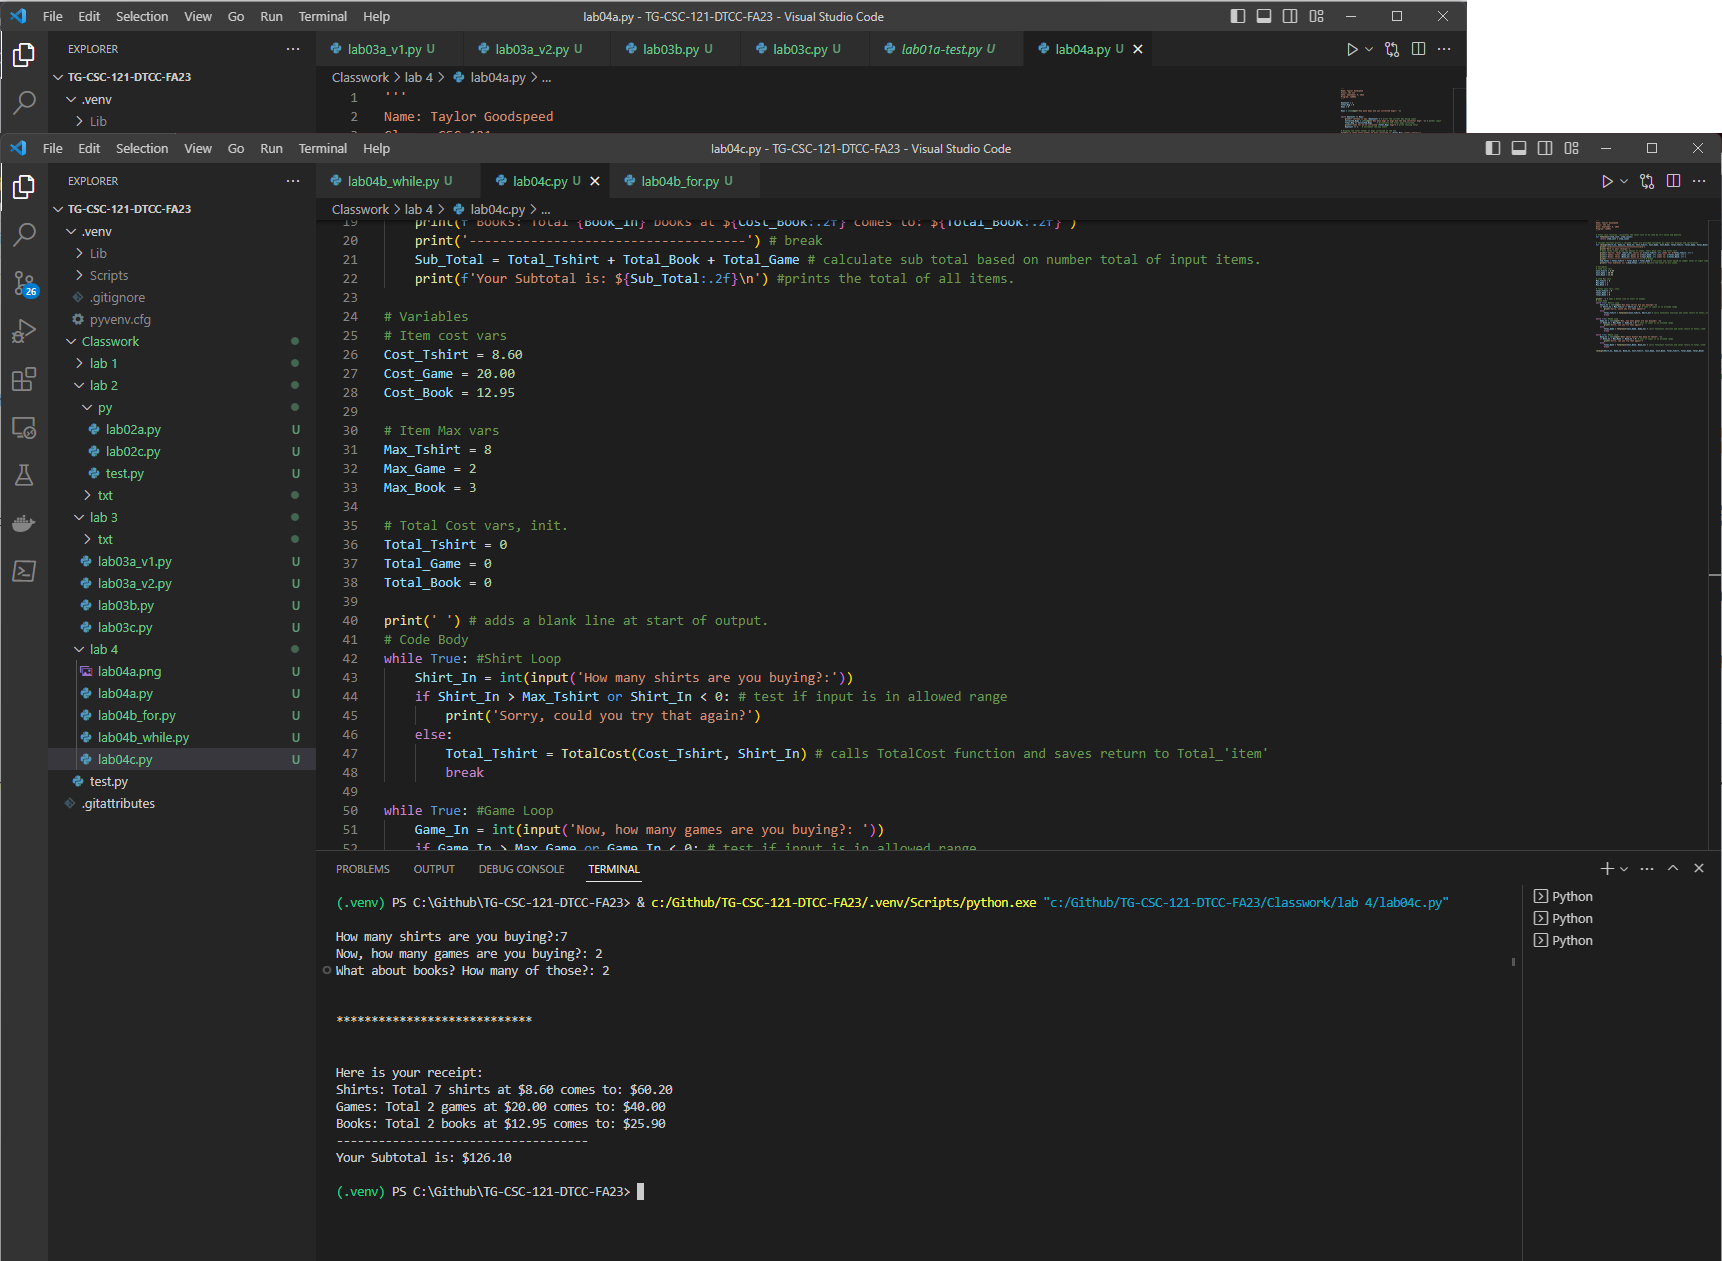 File Edit Selection View Go Run Terminal Help
lab04a.py - TG-CSC-121-DTCC-FA23 - Visual Studio Code
EXPLORER
lab03a_v1.py U
lab03a_v2.py U
lab03b.py U
lab03c.py U
lab01a-test.py U
lab04a.py U
TG-CSC-121-DTCC-FA23
Classwork > lab 4 > lab04a.py > ...
.venv
1 '''
Lib
2 Name: Taylor Goodspeed
File Edit Selection View Go Run Terminal Help
lab04c.py - TG-CSC-121-DTCC-FA23 - Visual Studio Code
EXPLORER
26
TG-CSC-121-DTCC-FA23
.venv
Lib
Scripts
.gitignore
pyvenv.cfg
Classwork
lab 1
lab 2
py
lab02a.py U
lab02c.py U
test.py U
txt
lab 3
txt
lab03a_v1.py U
lab03a_v2.py U
lab03b.py U
lab03c.py U
lab 4
lab04a.png U
lab04a.py U
lab04b_for.py U
lab04b_while.py U
lab04c.py U
test.py
.gitattributes
lab04b_while.py U
lab04c.py U
lab04b_for.py U
Classwork > lab 4 > lab04c.py > ...
19 print(f'Books: Total {Book_In} books at ${Cost_Book:.2f} comes to: ${Total_Book:.2f}')
20 print('------------------------------------') # break
21 Sub_Total = Total_Tshirt + Total_Book + Total_Game # calculate sub total based on number total of input items.
22 print(f'Your Subtotal is: ${Sub_Total:.2f}\n') #prints the total of all items.
23
24 # Variables
25 # Item cost vars
26 Cost_Tshirt = 8.60
27 Cost_Game = 20.00
28 Cost_Book = 12.95
29
30 # Item Max vars
31 Max_Tshirt = 8
32 Max_Game = 2
33 Max_Book = 3
34
35 # Total Cost vars, init.
36 Total_Tshirt = 0
37 Total_Game = 0
38 Total_Book = 0
39
40 print(' ') # adds a blank line at start of output.
41 # Code Body
42 while True: #Shirt Loop
43 Shirt_In = int(input('How many shirts are you buying?:'))
44 if Shirt_In > Max_Tshirt or Shirt_In < 0: # test if input is in allowed range
45 print('Sorry, could you try that again?')
46 else:
47 Total_Tshirt = TotalCost(Cost_Tshirt, Shirt_In) # calls TotalCost function and saves return to Total_'item'
48 break
49
50 while True: #Game Loop
51 Game_In = int(input('Now, how many games are you buying?: '))
52 if Game_In > Max_Game or Game_In < 0: # test if input is in allowed range
PROBLEMS OUTPUT DEBUG CONSOLE TERMINAL
(.venv) PS C:\Github\TG-CSC-121-DTCC-FA23> & c:/Github/TG-CSC-121-DTCC-FA23/.venv/Scripts/python.exe "c:/Github/TG-CSC-121-DTCC-FA23/Classwork/lab 4/lab04c.py"
How many shirts are you buying?:7
Now, how many games are you buying?: 2
What about books? How many of those?: 2
****************************
Here is your receipt:
Shirts: Total 7 shirts at $8.60 comes to: $60.20
Games: Total 2 games at $20.00 comes to: $40.00
Books: Total 2 books at $12.95 comes to: $25.90
------------------------------------
Your Subtotal is: $126.10
(.venv) PS C:\Github\TG-CSC-121-DTCC-FA23>
Python
Python
Python